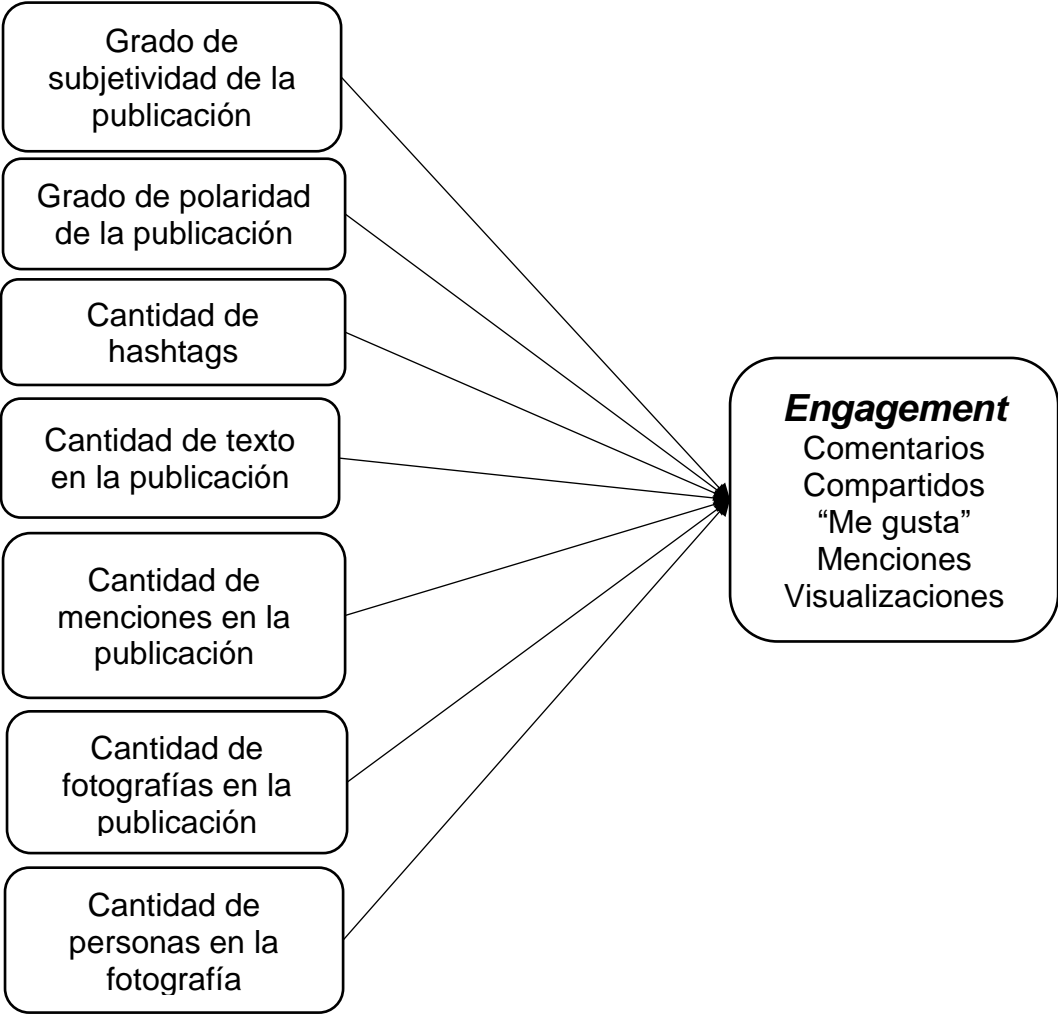 Grado de
subjetividad de la
publicación
Grado de polaridad
de la publicación
Cantidad de
hashtags
Cantidad de texto
en la publicación
Cantidad de
menciones en la
publicación
Cantidad de
fotografías en la
publicación
Cantidad de
personas en la
fotografía
Engagement
Comentarios
Compartidos
“Me gusta”
Menciones
Visualizaciones